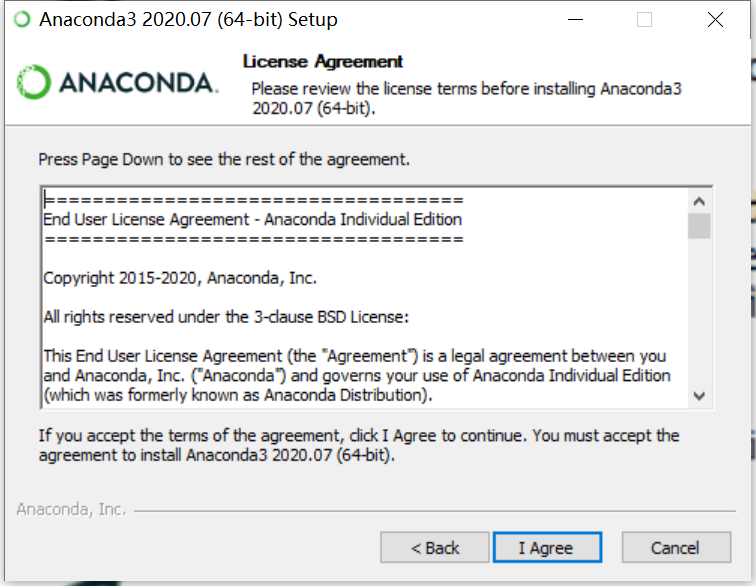 Anaconda3 2020.07 (64-bit) Setup
ANACONDA.
License Agreement
Please review the license terms before installing Anaconda3
2020.07 (64-bit).
Press Page Down to see the rest of the agreement.
===================================
End User License Agreement - Anaconda Individual Edition
===================================
Copyright 2015-2020, Anaconda, Inc.
All rights reserved under the 3-clause BSD License:
This End User License Agreement (the "Agreement") is a legal agreement between you
and Anaconda, Inc. ("Anaconda") and governs your use of Anaconda Individual Edition
(which was formerly known as Anaconda Distribution).
If you accept the terms of the agreement, click I Agree to continue. You must accept the
agreement to install Anaconda3 2020.07 (64-bit).
Anaconda, Inc.
< Back
I Agree
Cancel